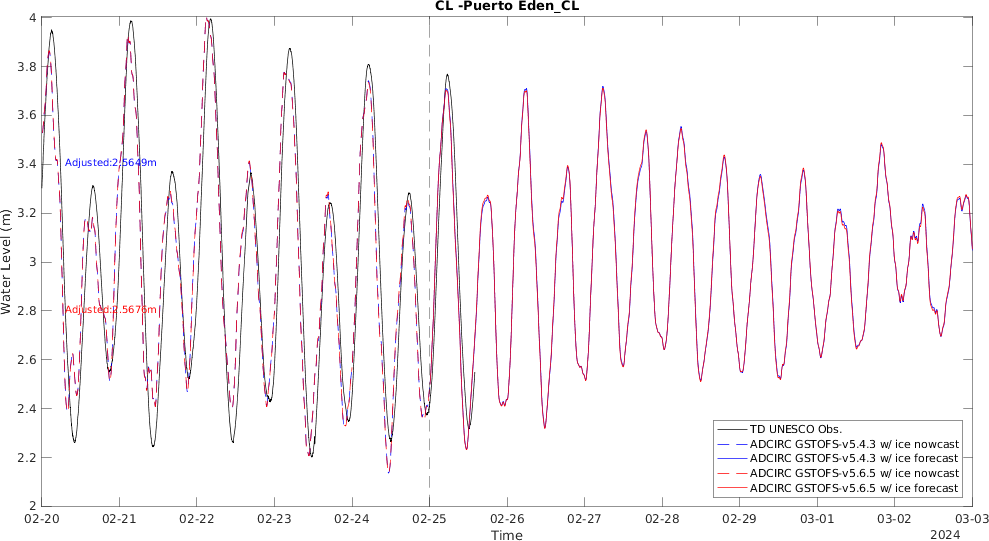 CL -Puerto Eden_CL
4
3.8
3.6
3.4
3.2
3
2.8
2.6
2.4
2.2
2
Water Level (m)
Adjusted:2.5649m
Adjusted:2.5676m
TD UNESCO Obs.
ADCIRC GSTOFS-v5.4.3 w/ ice nowcast
ADCIRC GSTOFS-v5.4.3 w/ ice forecast
ADCIRC GSTOFS-v5.6.5 w/ ice nowcast
ADCIRC GSTOFS-v5.6.5 w/ ice forecast
02-20 02-21 02-22 02-23 02-24 02-25 02-26 02-27 02-28 02-29 03-01 03-02 03-03
Time
2024